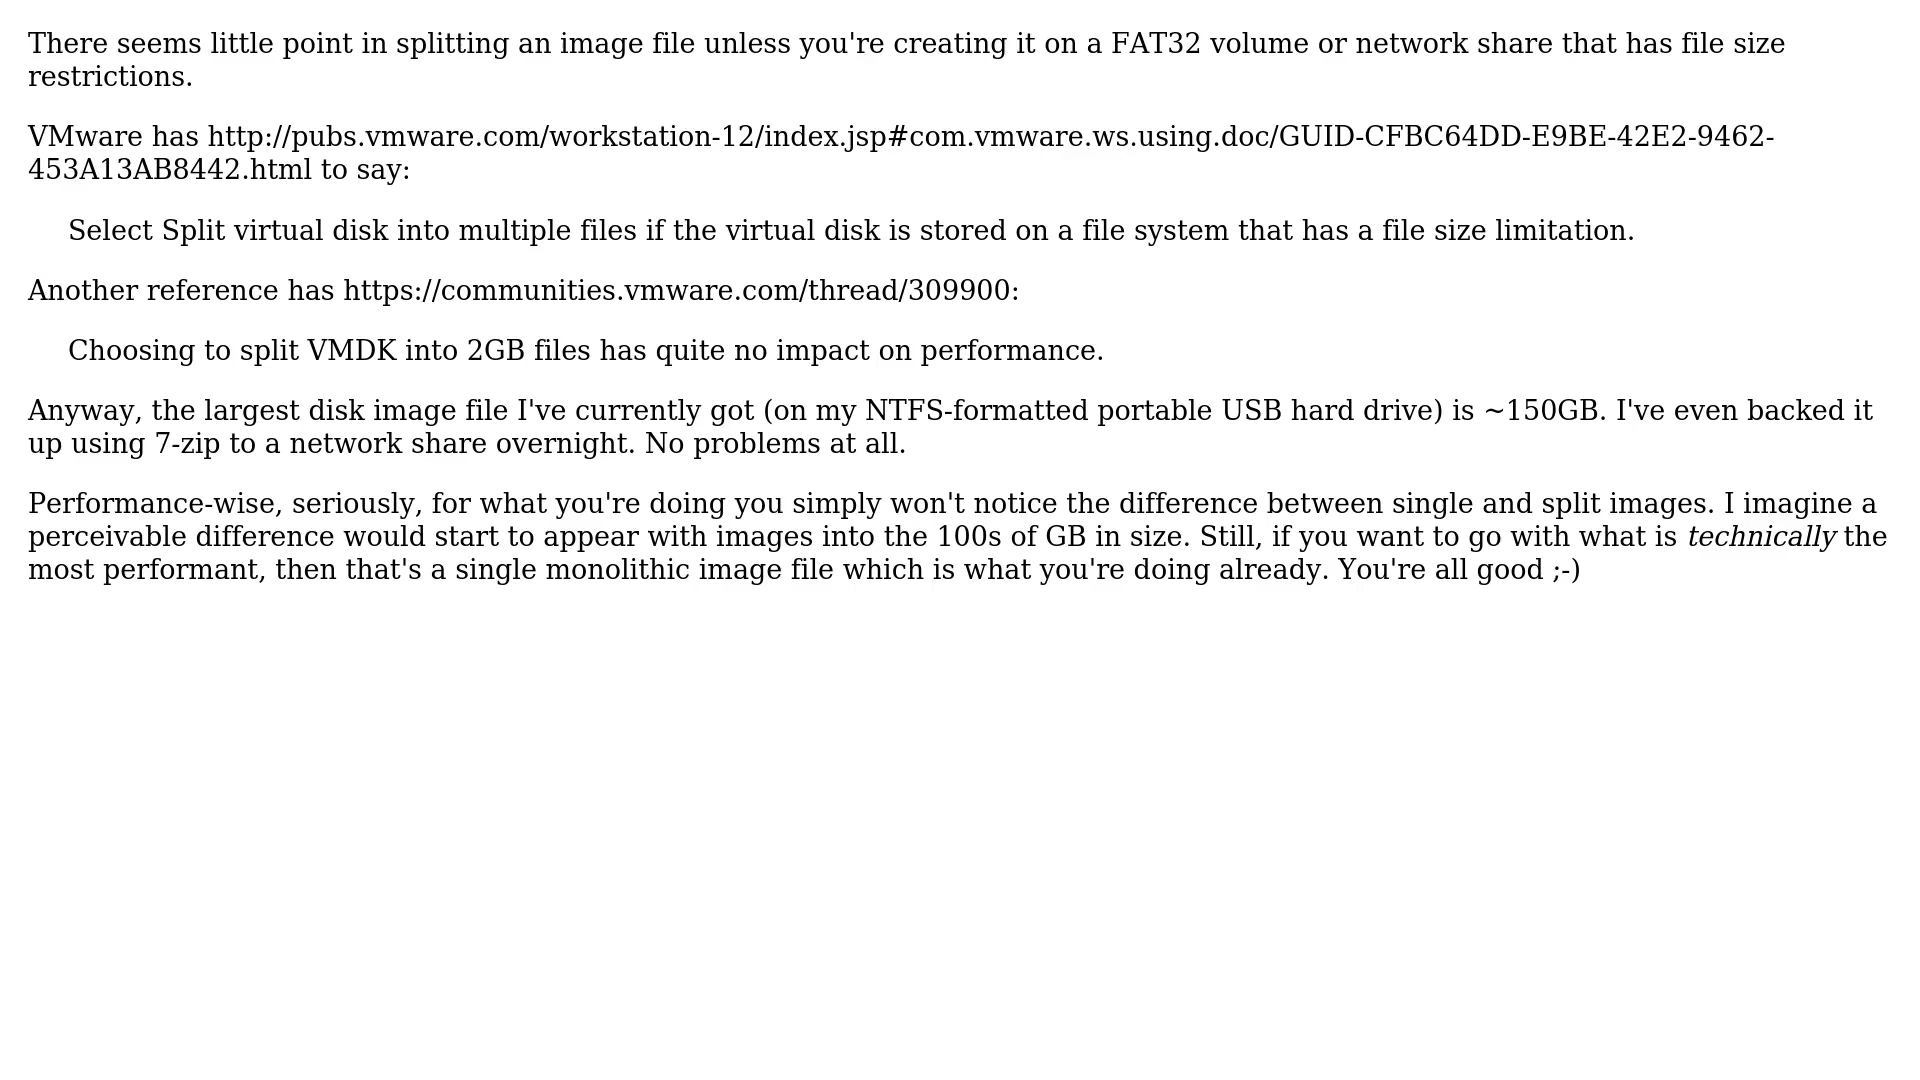 There seems little point in splitting an image file unless you're creating it on a FAT32 volume or network share that has file size
restrictions.
VMware has http://pubs.vmware.com/workstation-12/index.jsp#com.vmware.ws.using.doc/GUID-CFBC64DD-E9BE-42E2-9462-
453A13AB8442.html to say:
Select Split virtual disk into multiple files if the virtual disk is stored on a file system that has a file size limitation.
Another reference has https://communities.vmware.com/thread/309900:
Choosing to split VMDK into 2GB files has quite no impact on performance.
Anyway, the largest disk image file I've currently got (on my NTFS-formatted portable USB hard drive) is ~150GB. I've even backed it
up using 7-zip to a network share overnight. No problems at all.
Performance-wise, seriously, for what you're doing you simply won't notice the difference between single and split images. I imagine a
perceivable difference would start to appear with images into the 100s of GB in size. Still, if you want to go with what is technically the
most performant, then that's a single monolithic image file which is what you're doing already. You're all good ;-)